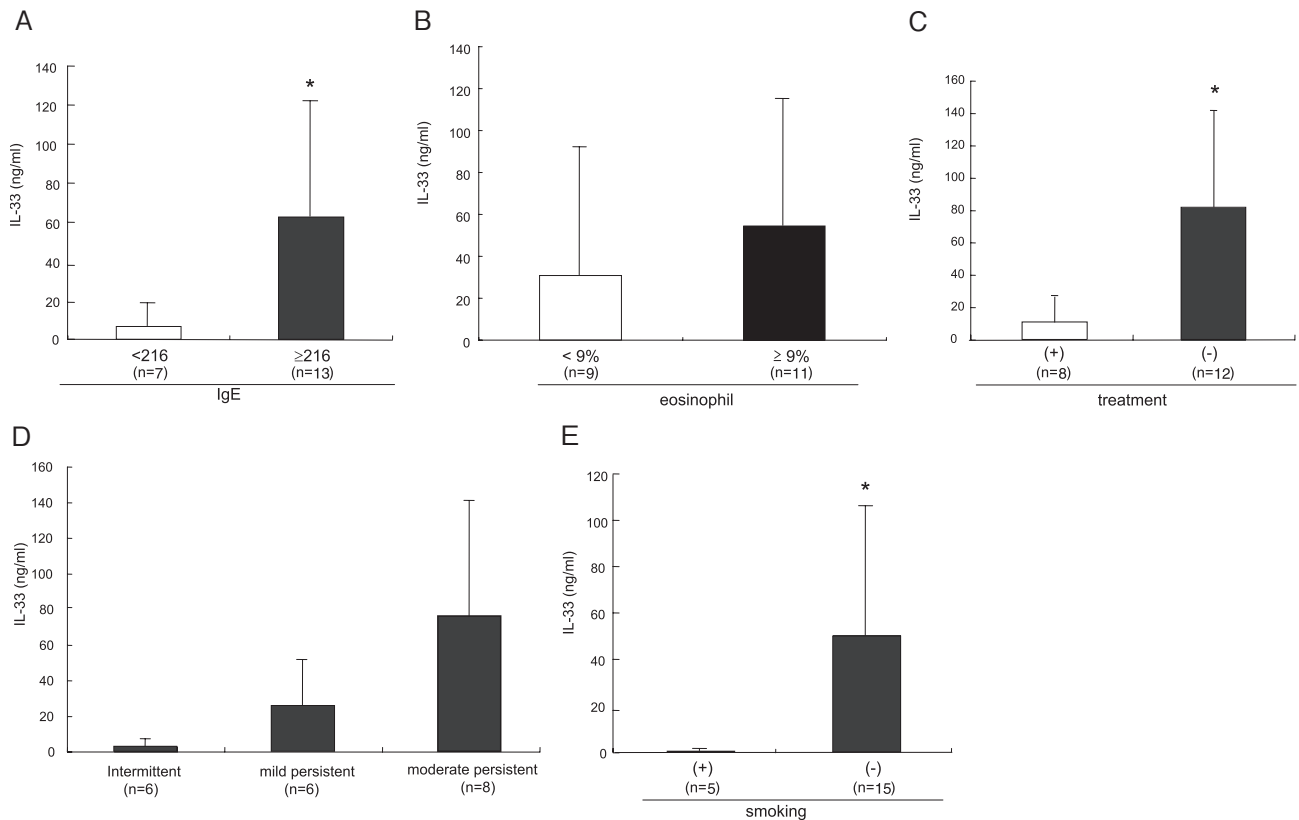 A
IL-33 (ng/ml)
140
120
100
80
60
40
20
0
*
<216
≥216
(n=7)
(n=13)
IgE
B
IL-33 (ng/ml)
140
120
100
80
60
40
20
0
< 9%
≥ 9%
(n=9)
(n=11)
eosinophil
C
IL-33 (ng/ml)
160
140
120
100
80
60
40
20
0
*
(+)
(-)
(n=8)
(n=12)
treatment
D
IL-33 (ng/ml)
160
140
120
100
80
60
40
20
0
Intermittent
mild persistent
moderate persistent
(n=6)
(n=6)
(n=8)
E
IL-33 (ng/ml)
120
100
80
60
40
20
0
*
(+)
(-)
(n=5)
(n=15)
smoking